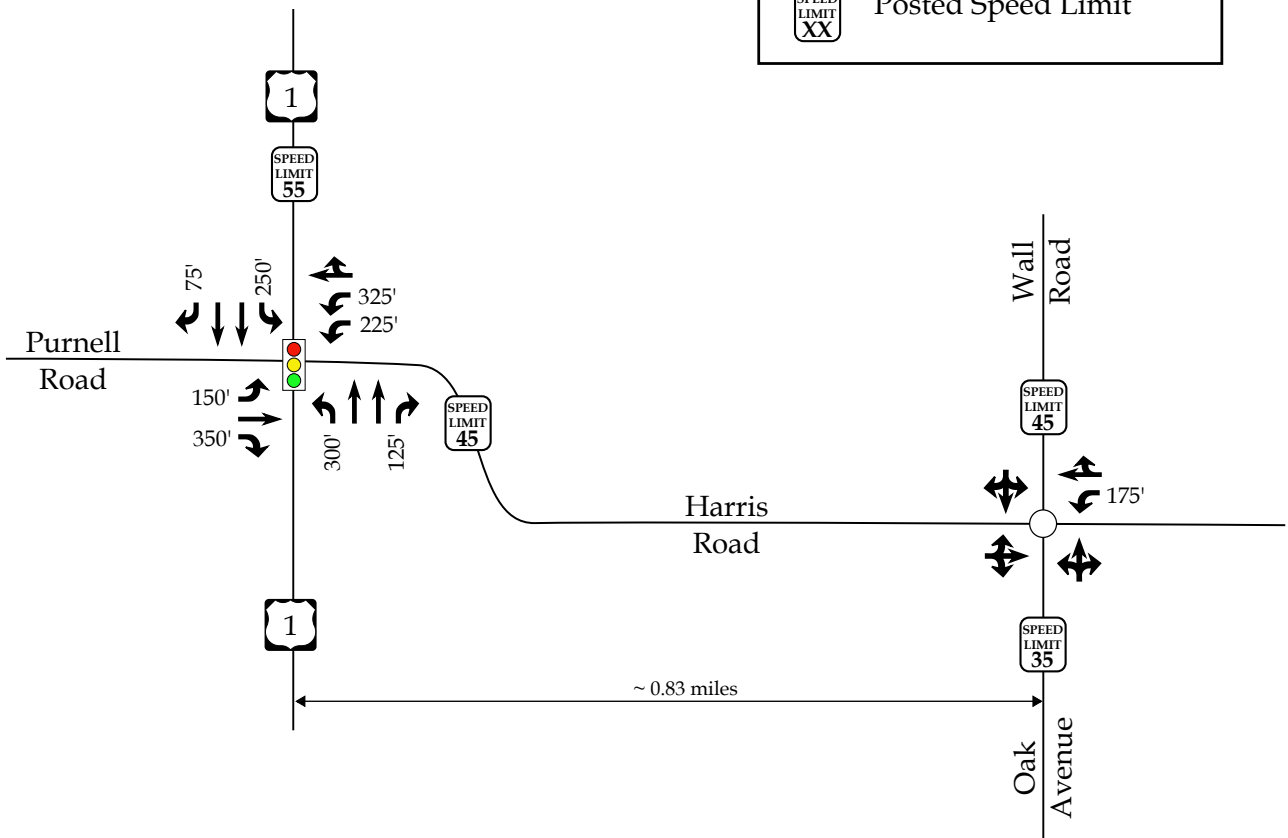 LIMIT
XX
Posted Speed Limit
1
SPEED
LIMIT
55
75'
250'
325'
225'
Purnell
Road
150'
350'
300'
125'
SPEED
LIMIT
45
Wall
Road
SPEED
LIMIT
45
175'
Harris
Road
1
SPEED
LIMIT
35
~ 0.83 miles
Oak
Avenue